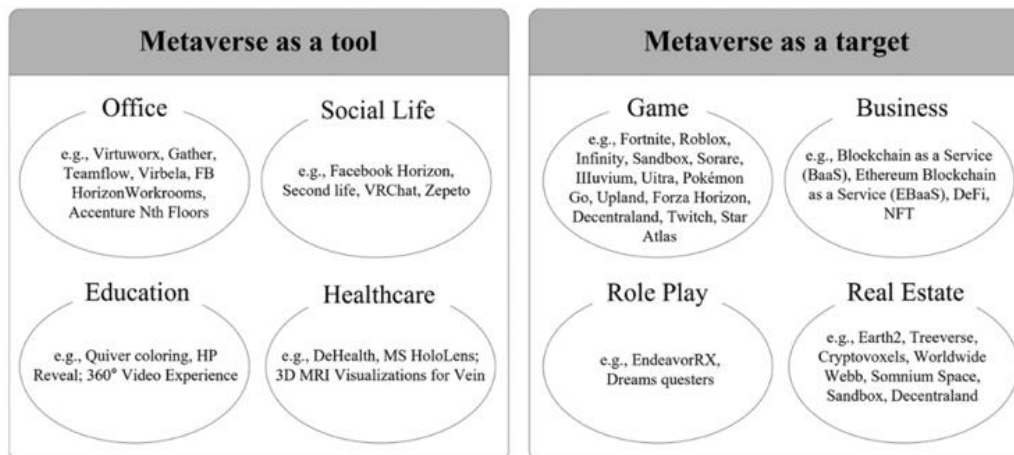 Metaverse as a tool
Office
e.g., Virtuworx, Gather,
Teamflow, Virbela, FB
HorizonWorkrooms,
Accenture Nth Floors
Social Life
e.g., Facebook Horizon,
Second life, VRChat, Zepeto
Education
e.g., Quiver coloring, HP
Reveal; 360° Video Experience
Healthcare
e.g., DeHealth, MS HoloLens;
3D MRI Visualizations for Vein
Metaverse as a target
Game
e.g., Fortnite, Roblox,
Infinity, Sandbox, Sorare,
IIIuvium, Uitra, Pokémon
Go, Upland, Forza Horizon,
Decentraland, Twitch, Star
Atlas
Business
e.g., Blockchain as a Service
(BaaS), Ethereum Blockchain
as a Service (EBaaS), DeFi,
NFT
Role Play
e.g., EndeavorRX,
Dreams questers
Real Estate
e.g., Earth2, Treeverse,
Cryptovoxels, Worldwide
Webb, Somnium Space,
Sandbox, Decentraland